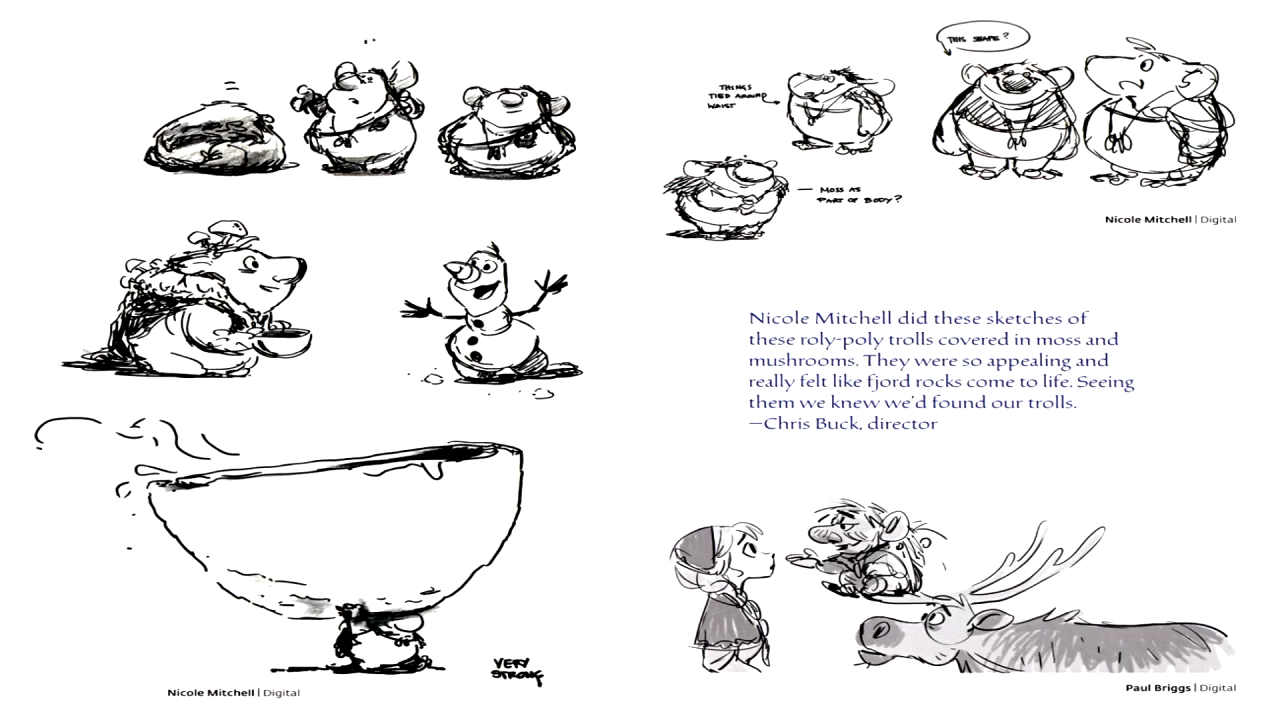 THIS SHAPE?
THINGS
TIED AROUND
WAIST
MOSS AS
PART OF BODY?
Nicole Mitchell | Digital
Nicole Mitchell did these sketches of
these roly-poly trolls covered in moss and
mushrooms. They were so appealing and
really felt like fjord rocks come to life. Seeing
them we knew we'd found our trolls.
—Chris Buck, director
VERY
STRONG
Nicole Mitchell | Digital
Paul Briggs | Digital